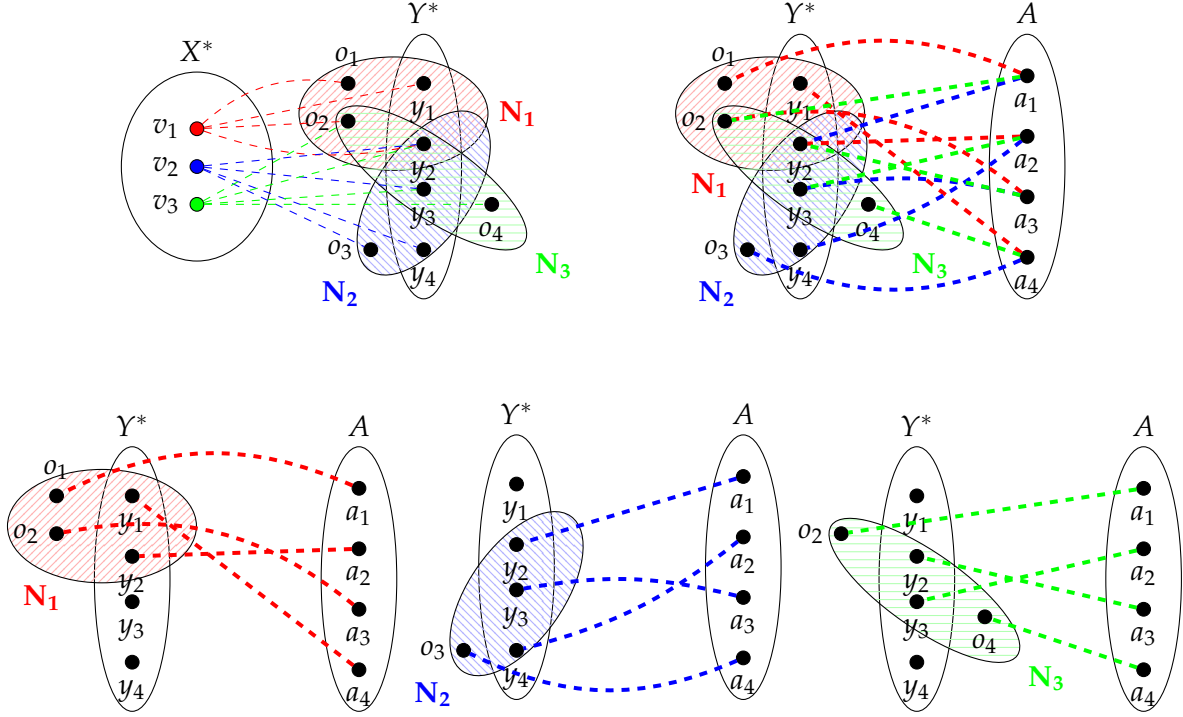 X*
Y*
v₁
v₂
v₃
o₁
o₂
o₃
o₄
y₁
y₂
y₃
y₄
N₁
N₂
N₃
Y*
A
o₁
o₂
o₃
o₄
y₁
y₂
y₃
y₄
a₁
a₂
a₃
a₄
N₁
N₂
N₃
Y*
A
o₁
o₂
y₁
y₂
y₃
y₄
a₁
a₂
a₃
a₄
N₁
Y*
A
y₁
y₂
y₃
y₄
o₃
a₁
a₂
a₃
a₄
N₂
Y*
A
o₂
y₁
y₂
y₃
y₄
o₄
a₁
a₂
a₃
a₄
N₃